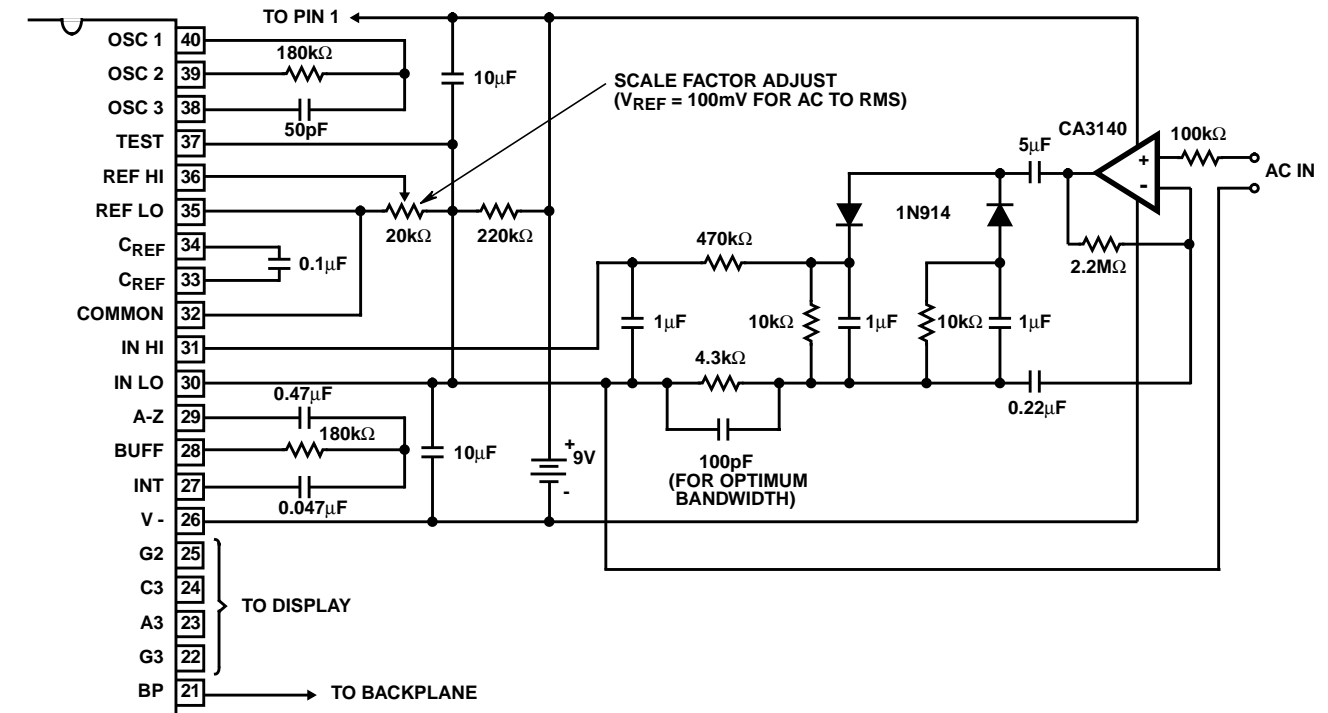 TO PIN 1
OSC 1 40
180kΩ
OSC 2 39
10μF
SCALE FACTOR ADJUST
(VREF = 100mV FOR AC TO RMS)
OSC 3 38
50pF
TEST 37
CA3140
100kΩ
5μF
+
-
AC IN
REF HI 36
REF LO 35
20kΩ
220kΩ
1N914
CREF 34
0.1μF
470kΩ
2.2MΩ
CREF 33
COMMON 32
1μF
10kΩ
1μF
10kΩ
1μF
IN HI 31
4.3kΩ
IN LO 30
0.47μF
0.22μF
A-Z 29
180kΩ
BUFF 28
10μF
+
9V
-
100pF
(FOR OPTIMUM
BANDWIDTH)
INT 27
0.047μF
V - 26
G2 25
C3 24
TO DISPLAY
A3 23
G3 22
BP 21
TO BACKPLANE